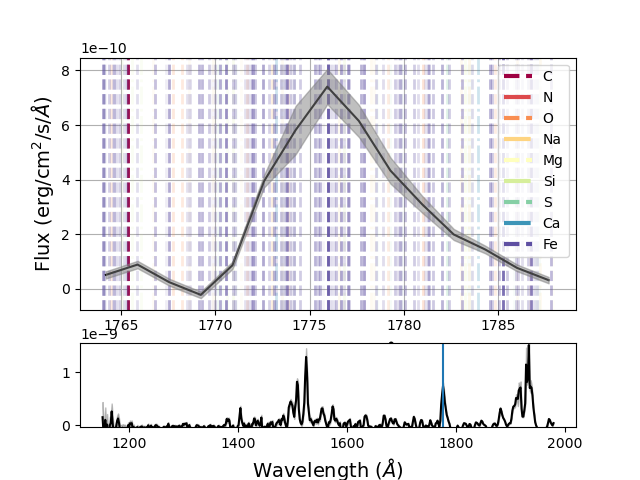 1e−10
8
6
4
2
0
Flux (erg/cm²/s/Å)
C
N
O
Na
Mg
Si
S
Ca
Fe
1765 1770 1775 1780 1785
1e−9
1
0
1200 1400 1600 1800 2000
Wavelength (Å)